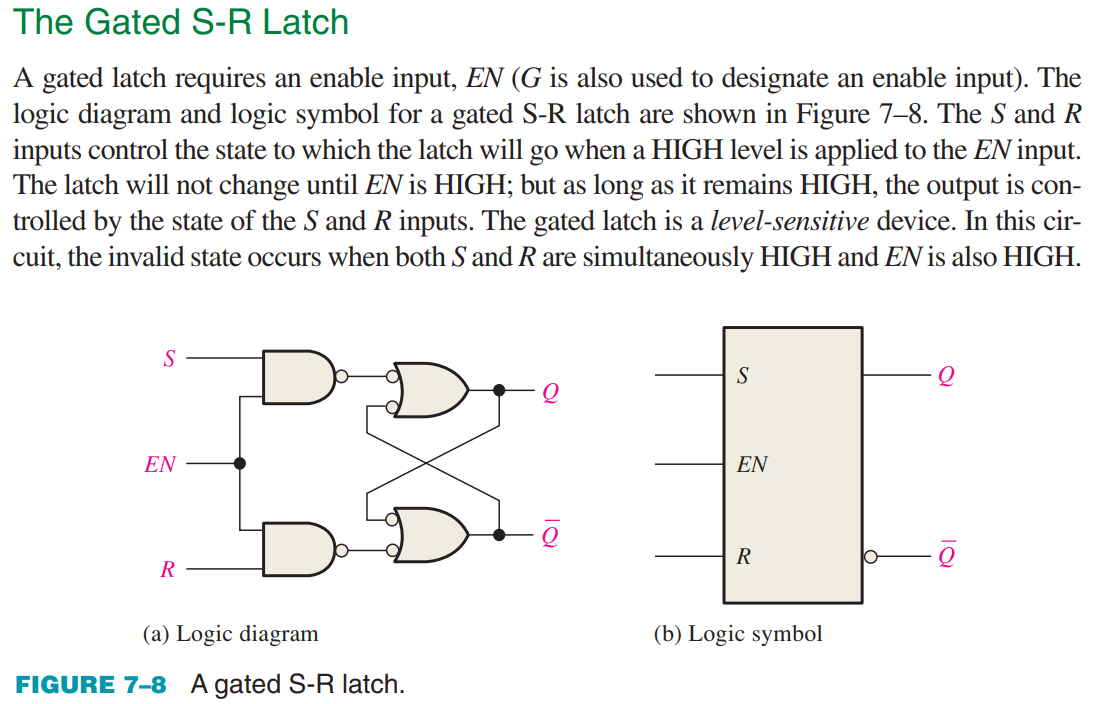 The Gated S-R Latch
A gated latch requires an enable input, EN (G is also used to designate an enable input). The
logic diagram and logic symbol for a gated S-R latch are shown in Figure 7–8. The S and R
inputs control the state to which the latch will go when a HIGH level is applied to the EN input.
The latch will not change until EN is HIGH; but as long as it remains HIGH, the output is con-
trolled by the state of the S and R inputs. The gated latch is a level-sensitive device. In this cir-
cuit, the invalid state occurs when both S and R are simultaneously HIGH and EN is also HIGH.
S
Q
EN
Q̅
R
(a) Logic diagram
S
Q
EN
R
Q̅
(b) Logic symbol
FIGURE 7–8 A gated S-R latch.